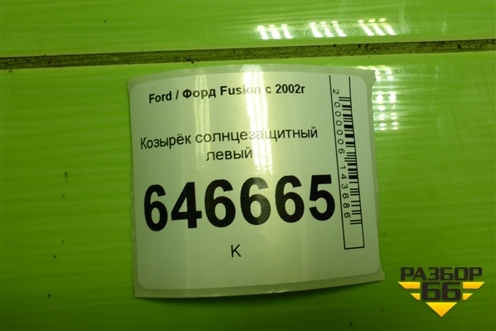 Ford / Форд Fusion с 2002г
Козырёк солнцезащитный
левый
646665
К
2000006143686
РАЗБОР
66